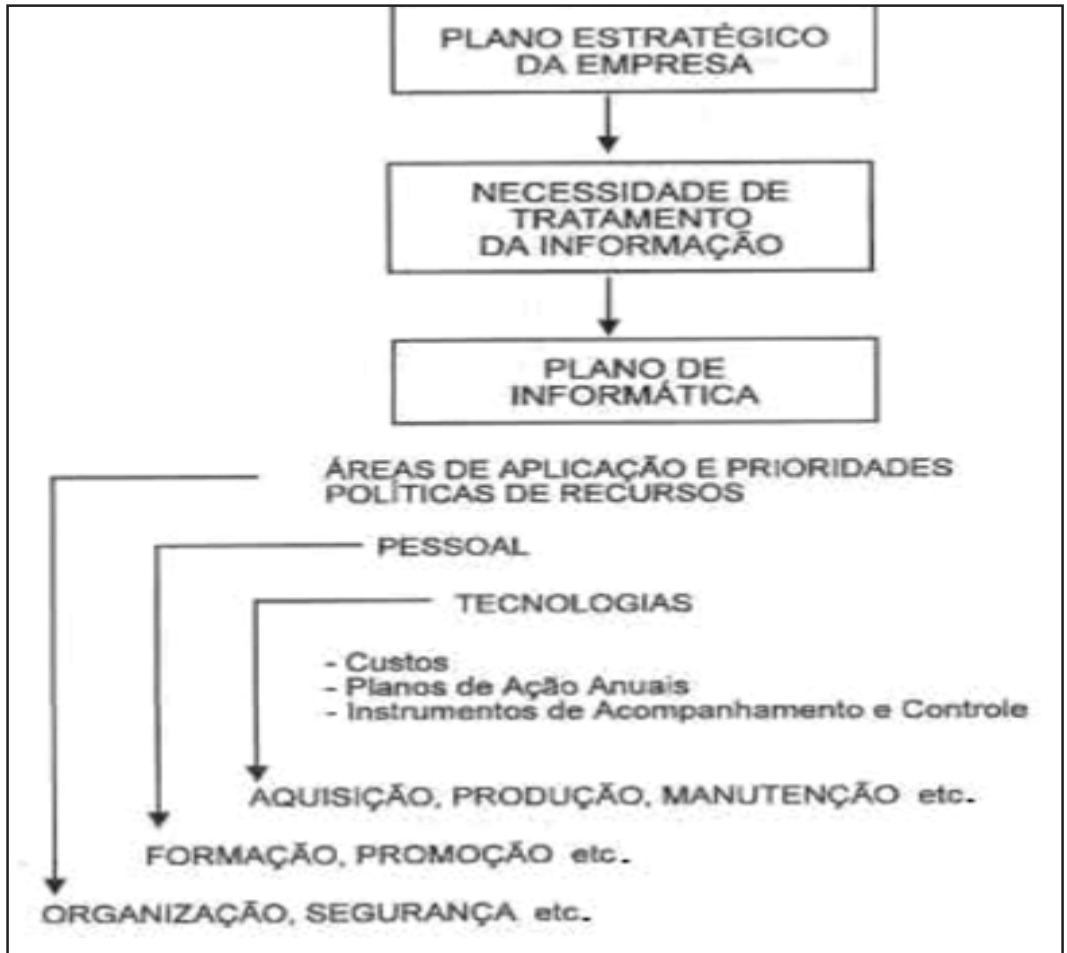 PLANO ESTRATÉGICO
DA EMPRESA
NECESSIDADE DE
TRATAMENTO
DA INFORMAÇÃO
PLANO DE
INFORMÁTICA
ÁREAS DE APLICAÇÃO E PRIORIDADES
POLÍTICAS DE RECURSOS
PESSOAL
TECNOLOGIAS
- Custos
- Planos de Ação Anuais
- Instrumentos de Acompanhamento e Controle
AQUISIÇÃO, PRODUÇÃO, MANUTENÇÃO etc.
FORMAÇÃO, PROMOÇÃO etc.
ORGANIZAÇÃO, SEGURANÇA etc.